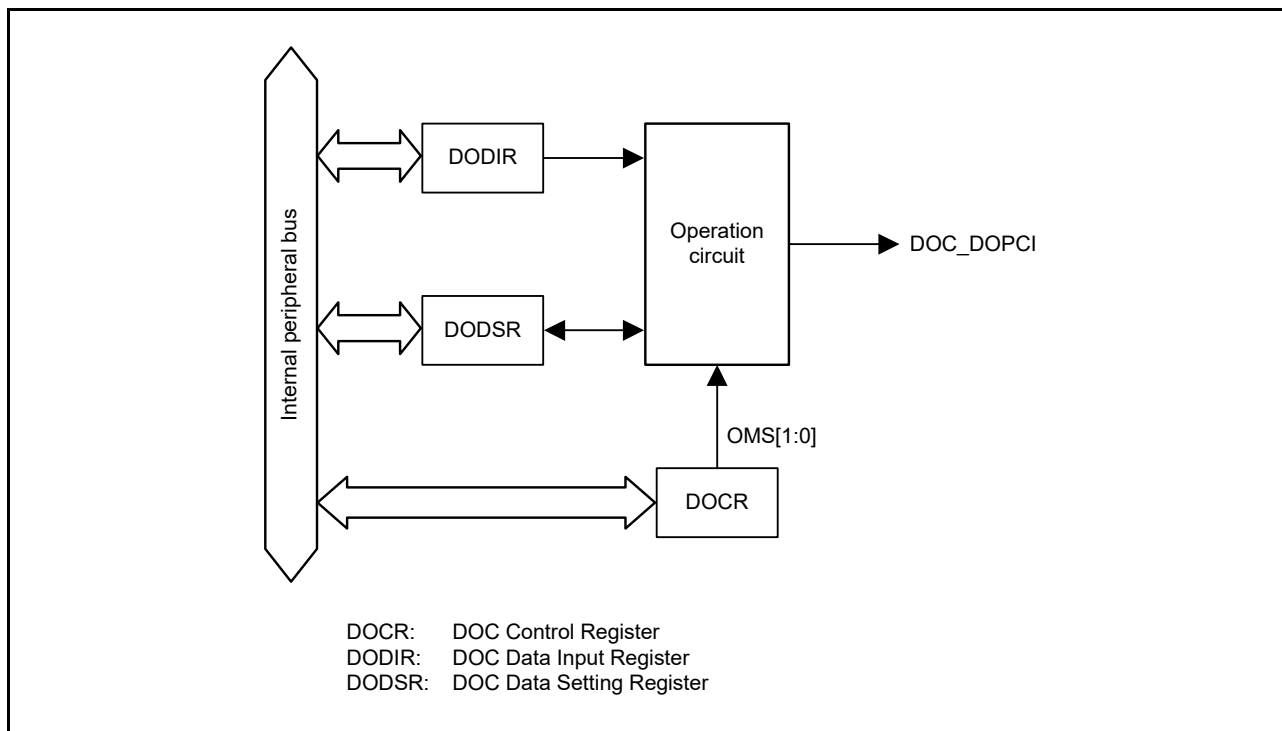 Internal peripheral bus
DODIR
DODSR
Operation
circuit
DOC_DOPCI
OMS[1:0]
DOCR
DOCR: DOC Control Register
DODIR: DOC Data Input Register
DODSR: DOC Data Setting Register